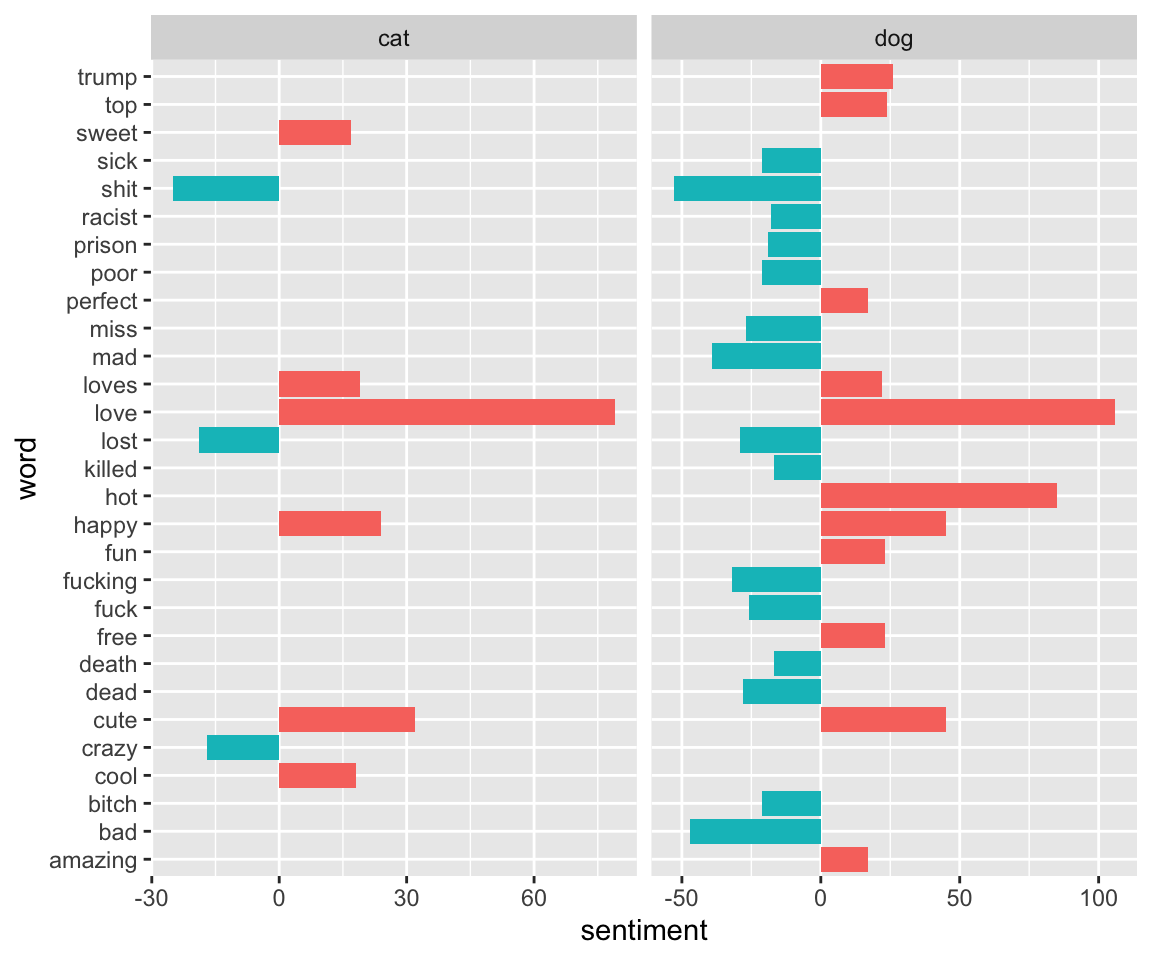 cat
dog
trump
top
sweet
sick
shit
racist
prison
poor
perfect
miss
mad
loves
love
lost
killed
hot
happy
fun
fucking
fuck
free
death
dead
cute
crazy
cool
bitch
bad
amazing
word
-30 0 30 60
-50 0 50 100
sentiment